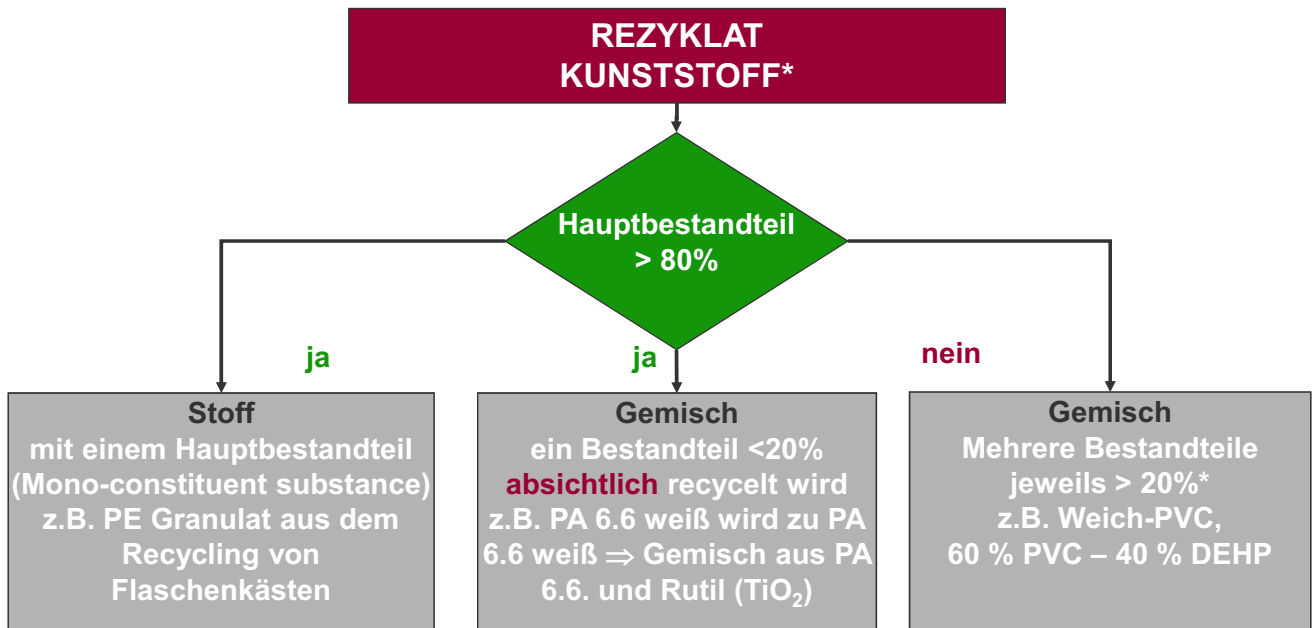 REZYKLAT
KUNSTSTOFF*
Hauptbestandteil
> 80%
ja
ja
nein
Stoff
mit einem Hauptbestandteil
(Mono-constituent substance)
z.B. PE Granulat aus dem
Recycling von
Flaschenkästen
Gemisch
ein Bestandteil <20%
absichtlich recycelt wird
z.B. PA 6.6 weiß wird zu PA
6.6 weiß ⇒ Gemisch aus PA
6.6. und Rutil (TiO₂)
Gemisch
Mehrere Bestandteile
jeweils > 20%*
z.B. Weich-PVC,
60 % PVC – 40 % DEHP